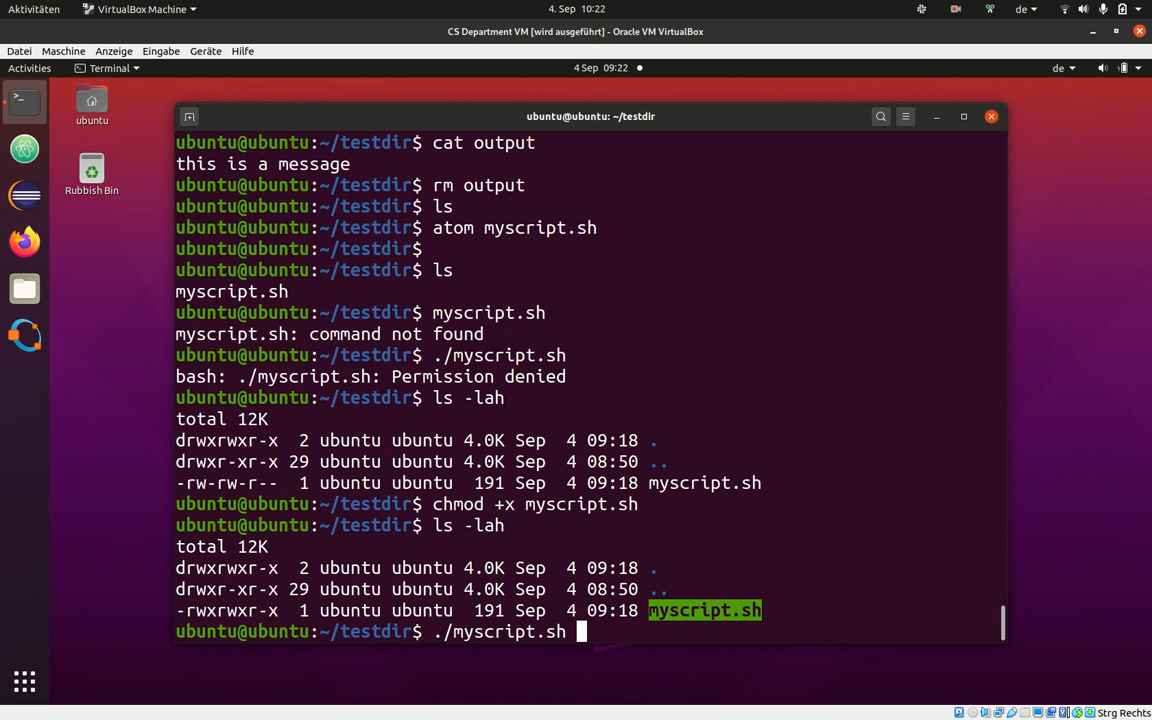 Aktivitäten VirtualBox Machine 4. Sep 10:22 de
CS Department VM [wird ausgeführt] - Oracle VM VirtualBox
Datei Maschine Anzeige Eingabe Geräte Hilfe
Activities Terminal 4 Sep 09:22 de
ubuntu@ubuntu: ~/testdir
ubuntu
Rubbish Bin
ubuntu@ubuntu:~/testdir$ cat output
this is a message
ubuntu@ubuntu:~/testdir$ rm output
ubuntu@ubuntu:~/testdir$ ls
ubuntu@ubuntu:~/testdir$ atom myscript.sh
ubuntu@ubuntu:~/testdir$
ubuntu@ubuntu:~/testdir$ ls
myscript.sh
ubuntu@ubuntu:~/testdir$ myscript.sh
myscript.sh: command not found
ubuntu@ubuntu:~/testdir$ ./myscript.sh
bash: ./myscript.sh: Permission denied
ubuntu@ubuntu:~/testdir$ ls -lah
total 12K
drwxrwxr-x  2 ubuntu ubuntu 4.0K Sep  4 09:18 .
drwxr-xr-x 29 ubuntu ubuntu 4.0K Sep  4 08:50 ..
-rw-rw-r--  1 ubuntu ubuntu  191 Sep  4 09:18 myscript.sh
ubuntu@ubuntu:~/testdir$ chmod +x myscript.sh
ubuntu@ubuntu:~/testdir$ ls -lah
total 12K
drwxrwxr-x  2 ubuntu ubuntu 4.0K Sep  4 09:18 .
drwxr-xr-x 29 ubuntu ubuntu 4.0K Sep  4 08:50 ..
-rwxrwxr-x  1 ubuntu ubuntu  191 Sep  4 09:18 myscript.sh
ubuntu@ubuntu:~/testdir$ ./myscript.sh
Strg Rechts